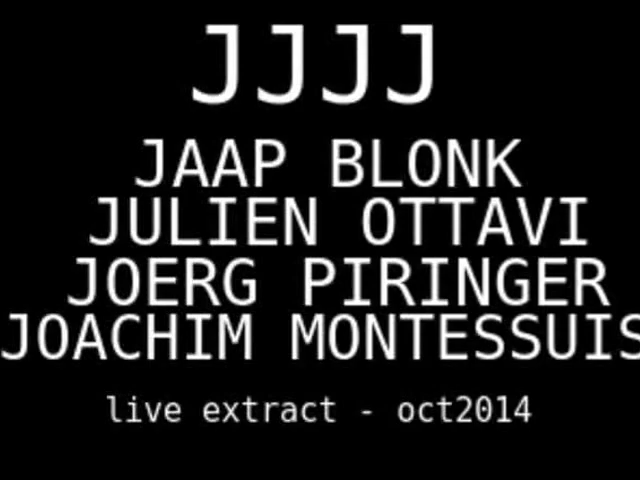 JJJJ
JAAP BLONK
JULIEN OTTAVI
JOERG PIRINGER
JOACHIM MONTESSUIS
live extract - oct2014